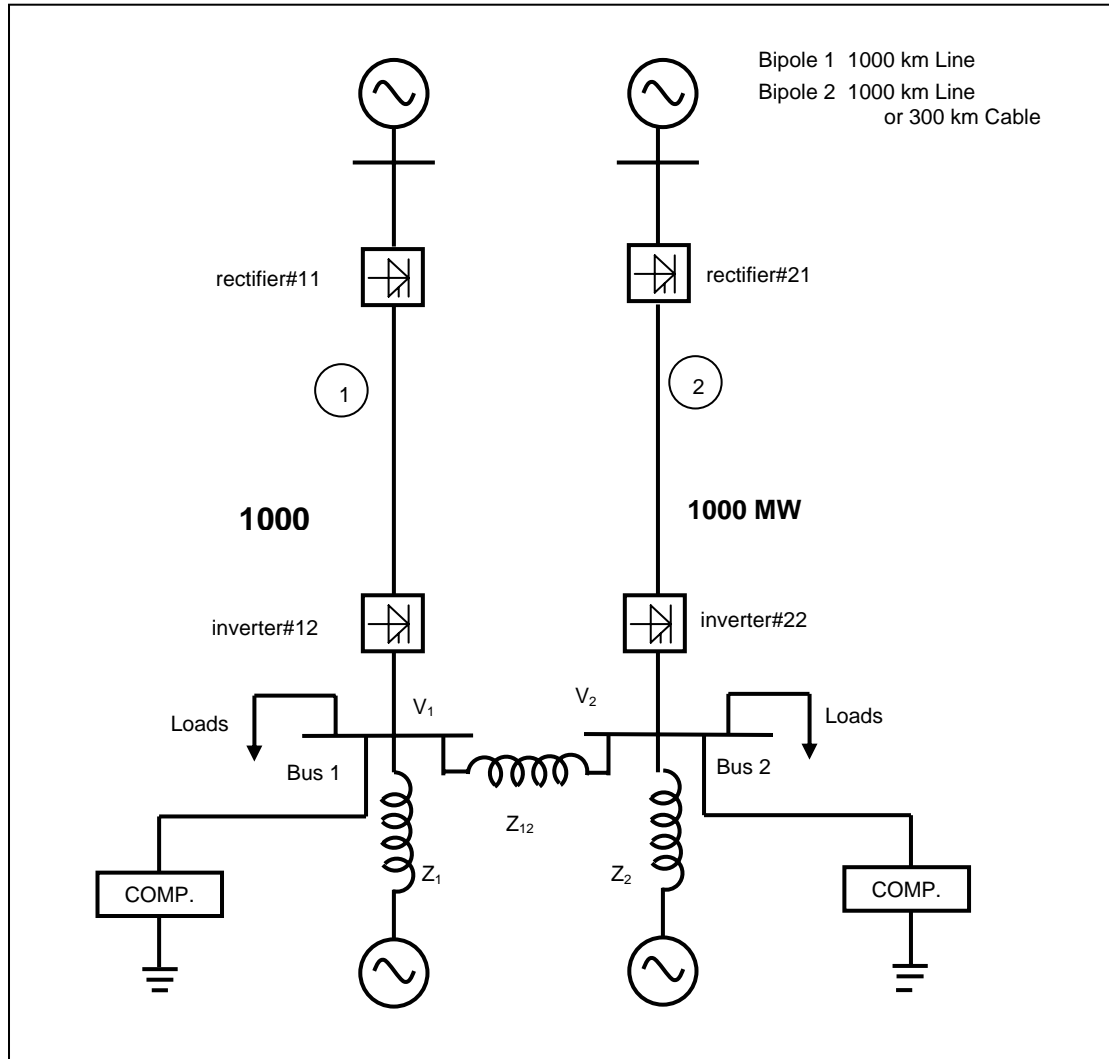 Bipole 1 1000 km Line
Bipole 2 1000 km Line
or 300 km Cable
rectifier#11
rectifier#21
1
2
1000
1000 MW
inverter#12
inverter#22
V1
V2
Loads
Loads
Bus 1
Bus 2
Z12
Z1
Z2
COMP.
COMP.